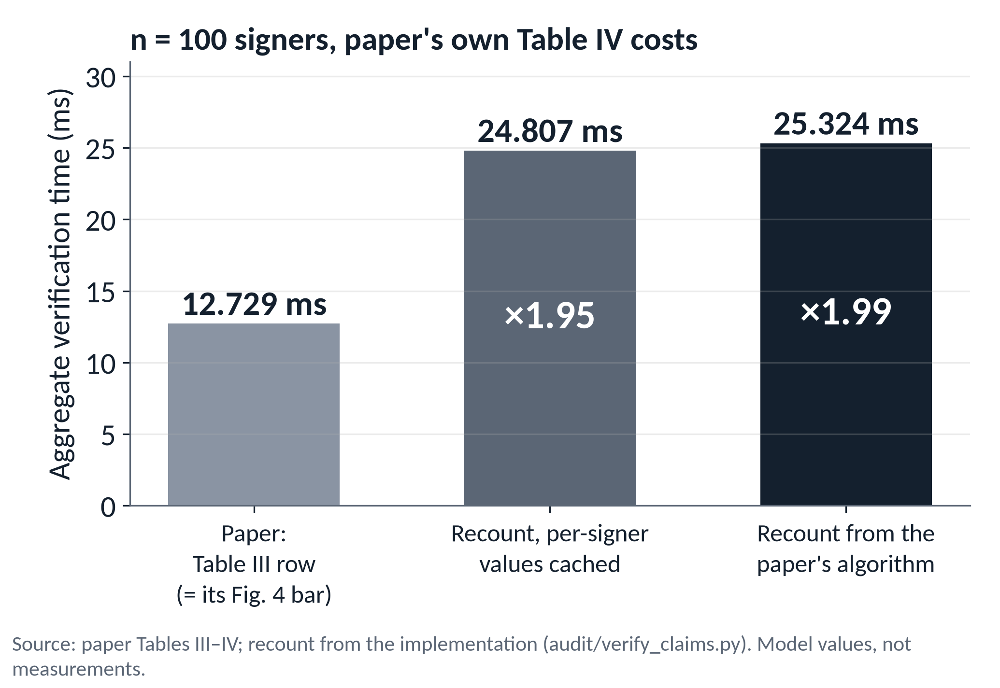 n = 100 signers, paper's own Table IV costs
Aggregate verification time (ms)
30
25
20
15
10
5
0
12.729 ms
24.807 ms
25.324 ms
×1.95
×1.99
Paper:
Table III row
(= its Fig. 4 bar)
Recount, per-signer
values cached
Recount from the
paper's algorithm
Source: paper Tables III–IV; recount from the implementation (audit/verify_claims.py). Model values, not
measurements.